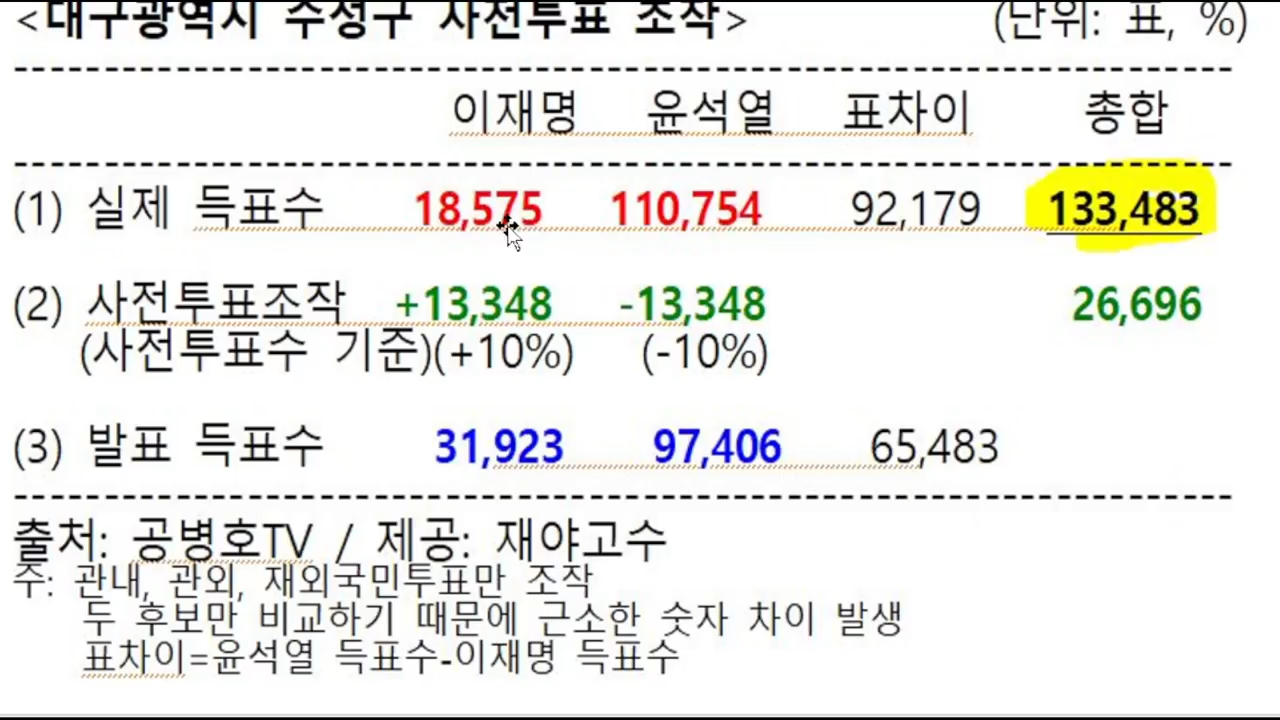 <대구광역시 수성구 사전투표 조작> (단위: 표, %)
이재명 윤석열 표차이 총합
(1) 실제 득표수 18,575 110,754 92,179 133,483
(2) 사전투표조작 +13,348 -13,348 26,696
(사전투표수 기준)(+10%) (-10%)
(3) 발표 득표수 31,923 97,406 65,483
출처: 공병호TV / 제공: 재야고수
주: 관내, 관외, 재외국민투표만 조작
두 후보만 비교하기 때문에 근소한 숫자 차이 발생
표차이=윤석열 득표수-이재명 득표수